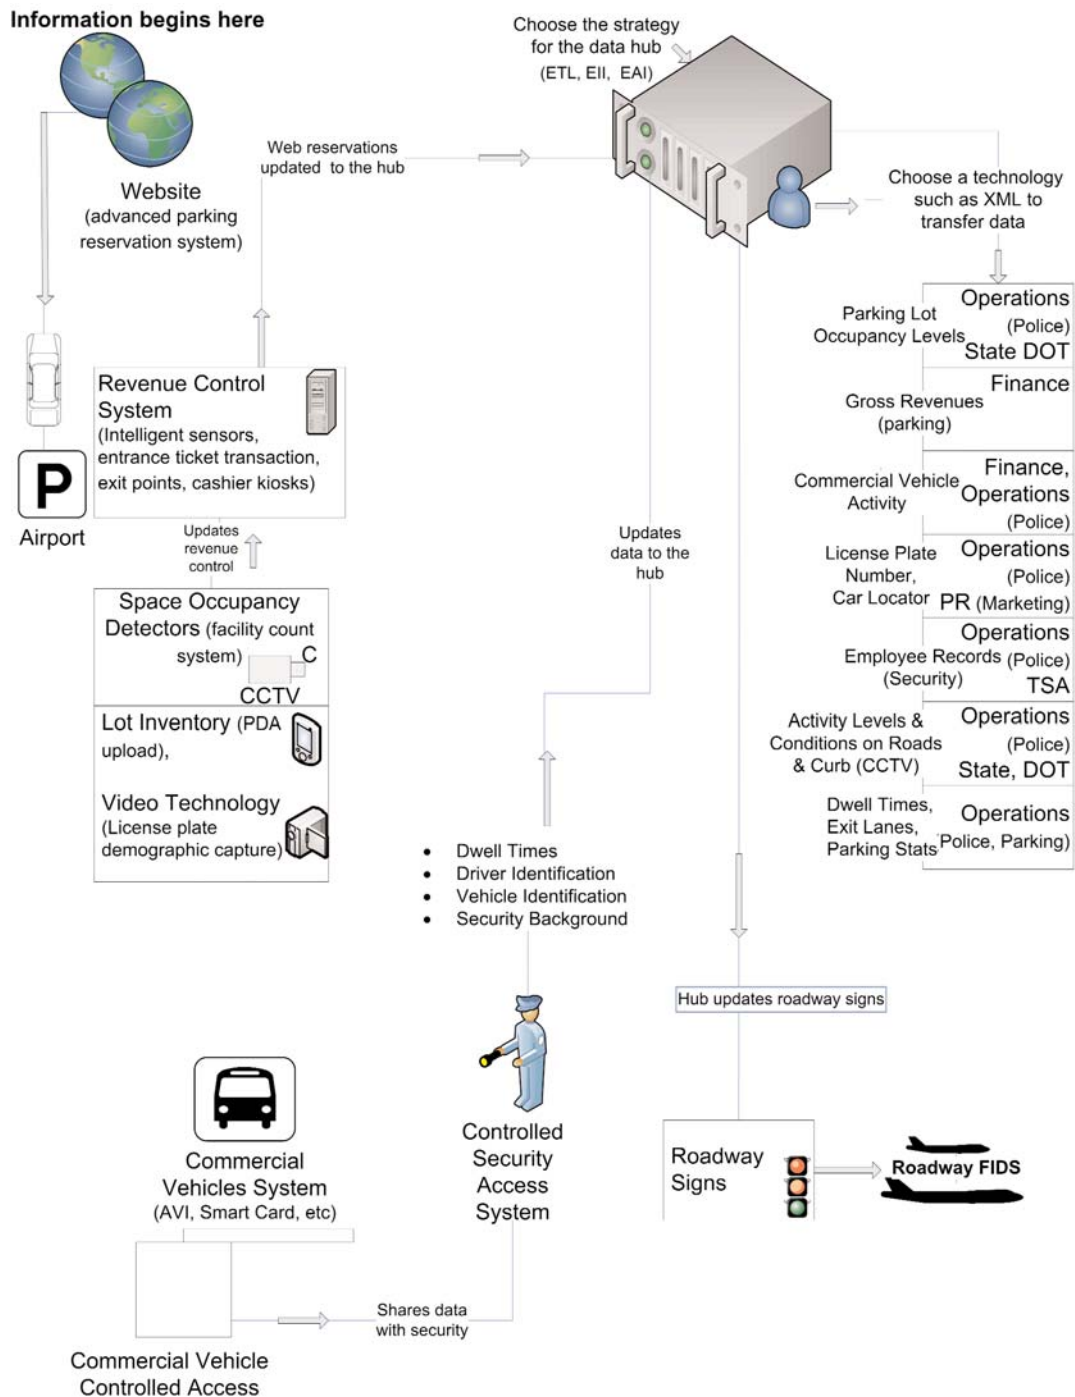 Information begins here
Website
(advanced parking
reservation system)
Web reservations
updated to the hub
Choose the strategy
for the data hub
(ETL, EII, EAI)
Choose a technology
such as XML to
transfer data
Revenue Control
System
(Intelligent sensors,
entrance ticket transaction,
exit points, cashier kiosks)
P
Airport
Updates
revenue
control
Space Occupancy
Detectors (facility count
system)
C
CCTV
Lot Inventory (PDA
upload),
Video Technology
(License plate
demographic capture)
Updates
data to the
hub
Parking Lot
Occupancy Levels
Operations
(Police)
State DOT
Gross Revenues
(parking)
Finance
Commercial Vehicle
Activity
Finance,
Operations
(Police)
License Plate
Number,
Car Locator
Operations
(Police)
PR (Marketing)
Employee Records
(Security)
Operations
(Police)
TSA
Activity Levels &
Conditions on Roads
& Curb (CCTV)
Operations
(Police)
State, DOT
Dwell Times,
Exit Lanes,
Parking Stats
Operations
(Police, Parking)
• Dwell Times
• Driver Identification
• Vehicle Identification
• Security Background
Hub updates roadway signs
Controlled
Security
Access
System
Roadway
Signs
Roadway FIDS
Commercial
Vehicles System
(AVI, Smart Card, etc)
Shares data
with security
Commercial Vehicle
Controlled Access